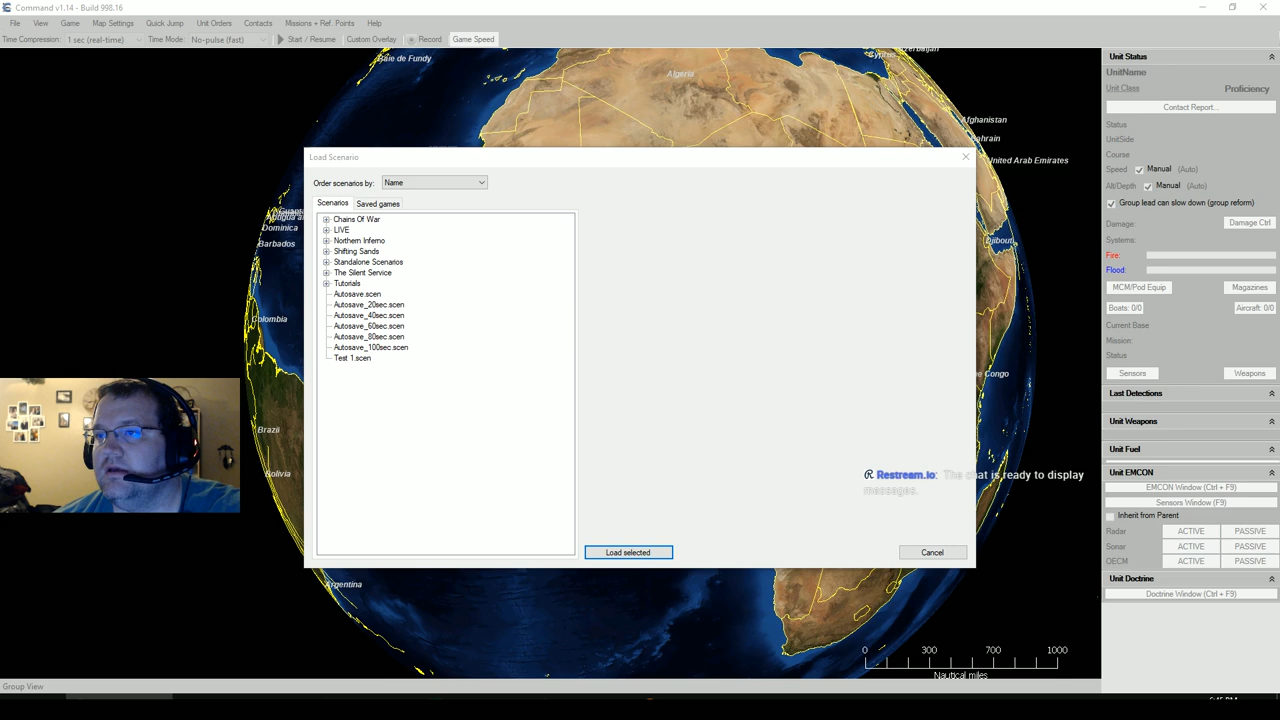 Command v1.14 - Build 998.16
File View Game Map Settings Quick Jump Unit Orders Contacts Missions + Ref. Points Help
Time Compression: 1 sec (real-time) Time Mode: No-pulse (fast) Start / Resume Custom Overlay Record Game Speed
Baie de Fundy
Algeria
Cyprus
Azerbaijan
Afghanistan
Bahrain
United Arab Emirates
Djibouti
Dominica
Barbados
Colombia
Brazil
Bolivia
Argentina
Load Scenario
Order scenarios by: Name
Scenarios Saved games
Chains Of War
LIVE
Northern Inferno
Shifting Sands
Standalone Scenarios
The Silent Service
Tutorials
Autosave.scen
Autosave_20sec.scen
Autosave_40sec.scen
Autosave_60sec.scen
Autosave_80sec.scen
Autosave_100sec.scen
Test 1.scen
Load selected Cancel
Restream.io: The chat is ready to display
messages.
0 300 700 1000
Nautical miles
Unit Status
UnitName
Unit Class Proficiency
Contact Report...
Status
UnitSide
Course
Speed Manual (Auto)
Alt/Depth Manual (Auto)
Group lead can slow down (group reform)
Damage: Damage Ctrl
Systems:
Fire:
Flood:
MCM/Pod Equip Magazines
Boats: 0/0 Aircraft: 0/0
Current Base
Mission:
Status
Sensors Weapons
Last Detections
Unit Weapons
Unit Fuel
Unit EMCON
EMCON Window (Ctrl + F9)
Sensors Window (F9)
Inherit from Parent
Radar ACTIVE PASSIVE
Sonar ACTIVE PASSIVE
OECM ACTIVE PASSIVE
Unit Doctrine
Doctrine Window (Ctrl + F9)
Group View